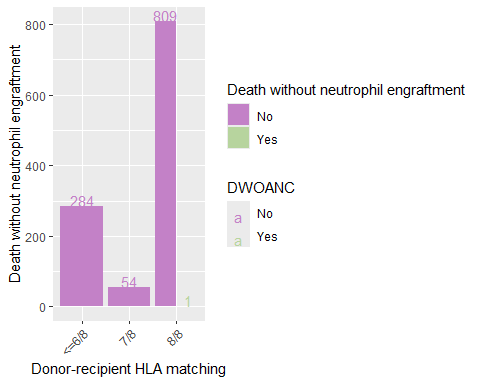 Death without neutrophil engraftment
800
600
400
200
0
809
284
54
1
<=6/8
7/8
8/8
Donor-recipient HLA matching
Death without neutrophil engraftment
No
Yes
DWOANC
a No
a Yes